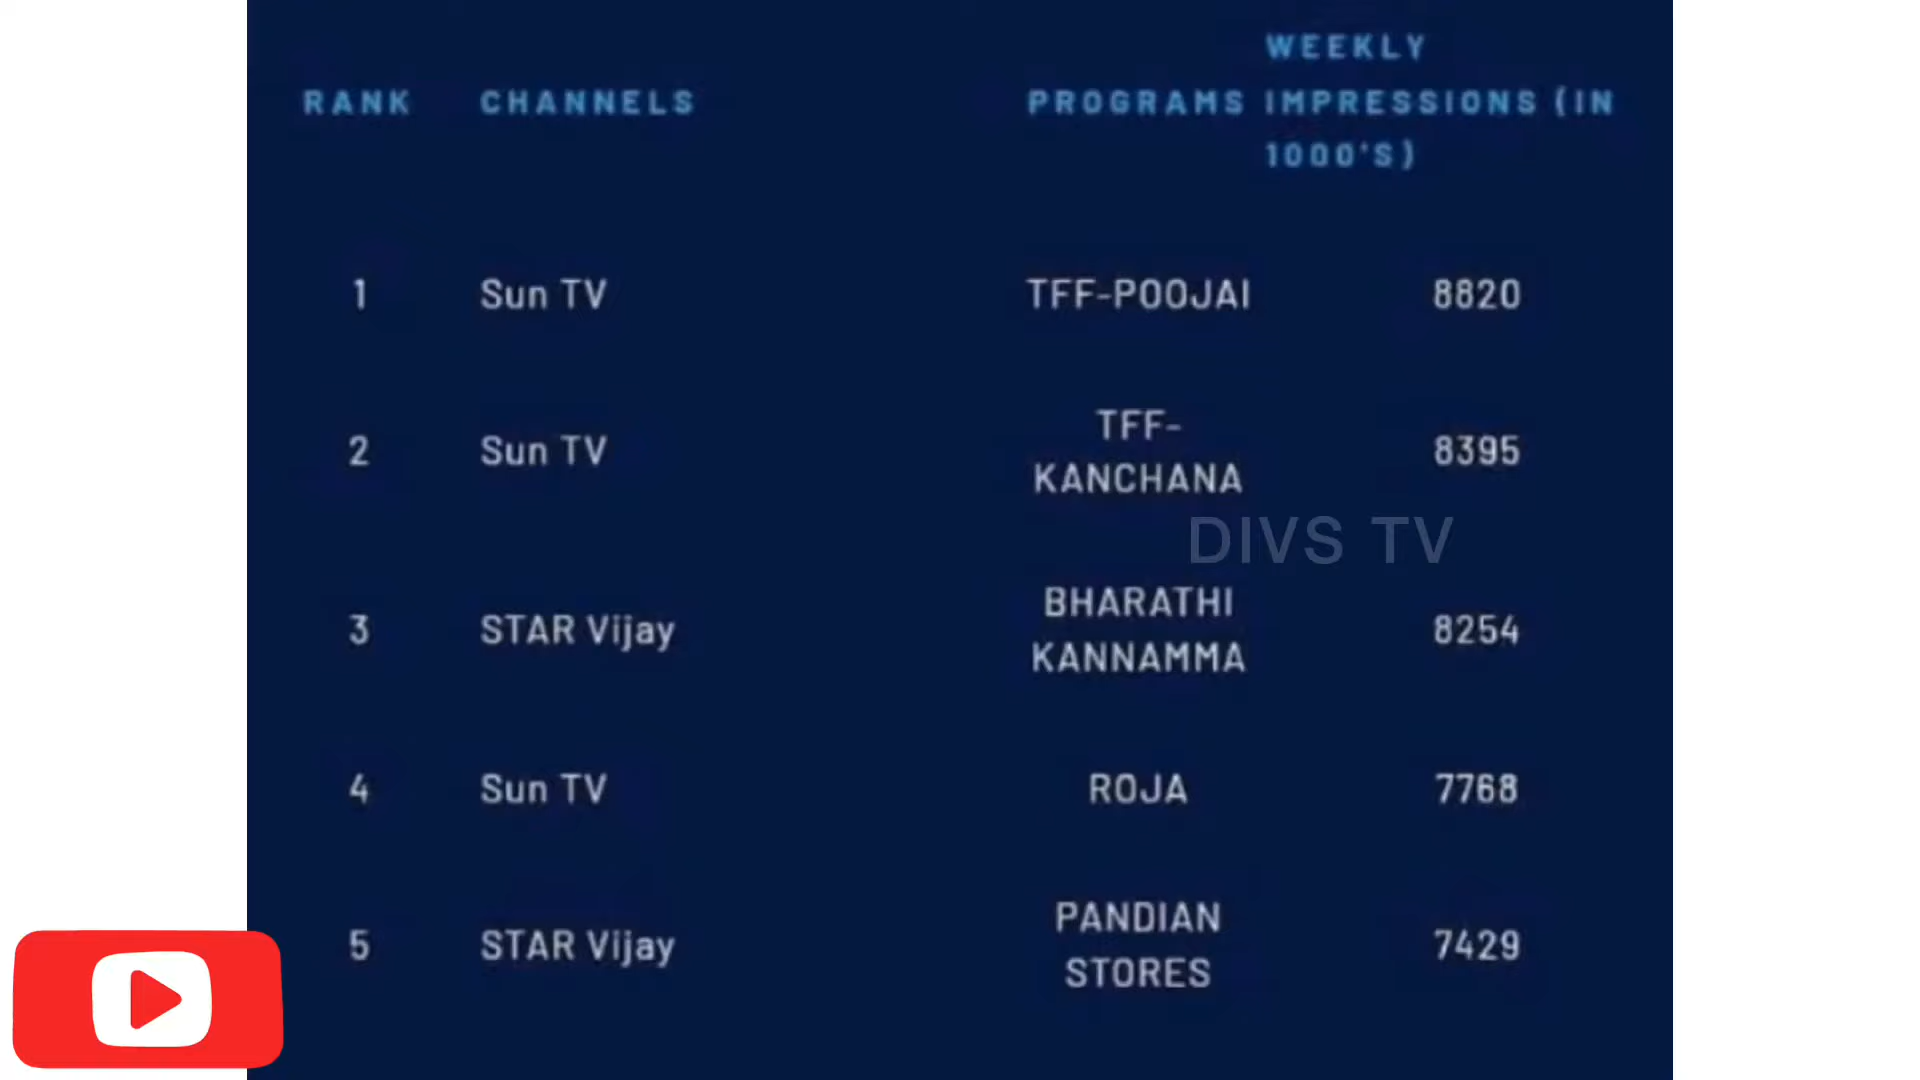 RANK CHANNELS PROGRAMS WEEKLY IMPRESSIONS (IN 1000'S)
1 Sun TV TFF-POOJAI 8820
2 Sun TV TFF-KANCHANA 8395
DIVS TV
3 STAR Vijay BHARATHI KANNAMMA 8254
4 Sun TV ROJA 7768
5 STAR Vijay PANDIAN STORES 7429